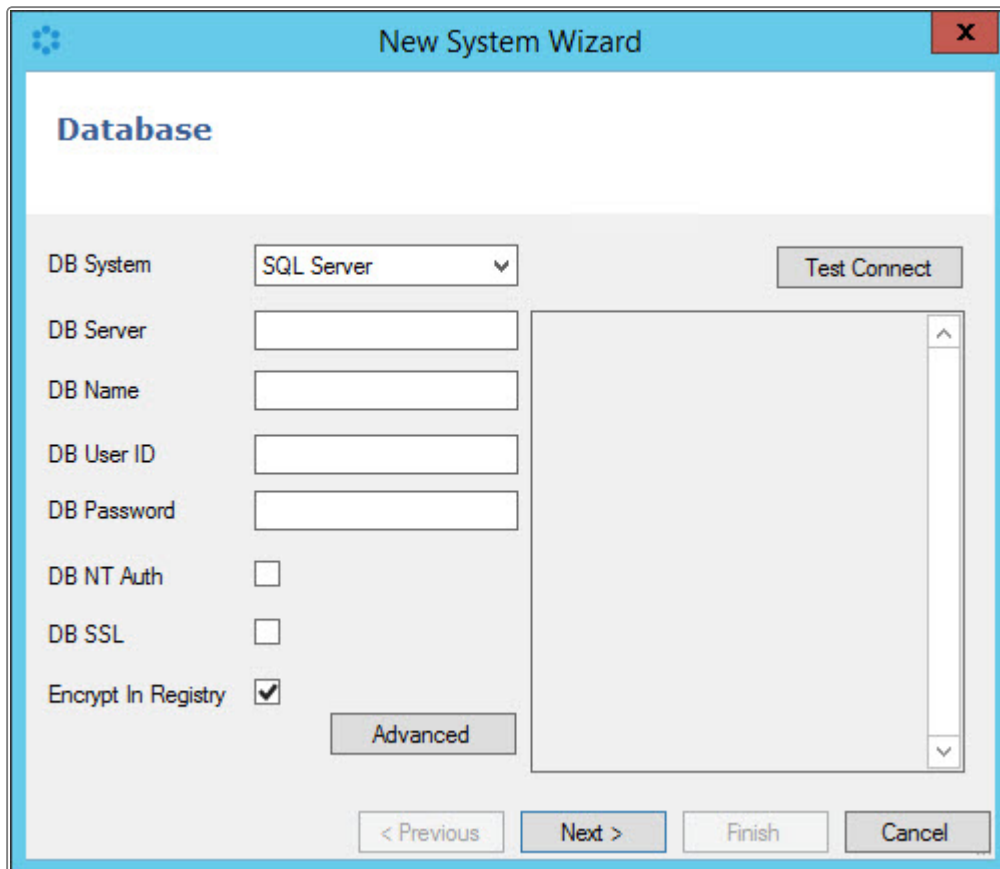 New System Wizard
x
Database
DB System
SQL Server
Test Connect
DB Server
DB Name
DB User ID
DB Password
DB NT Auth
DB SSL
Encrypt In Registry
Advanced
< Previous
Next >
Finish
Cancel